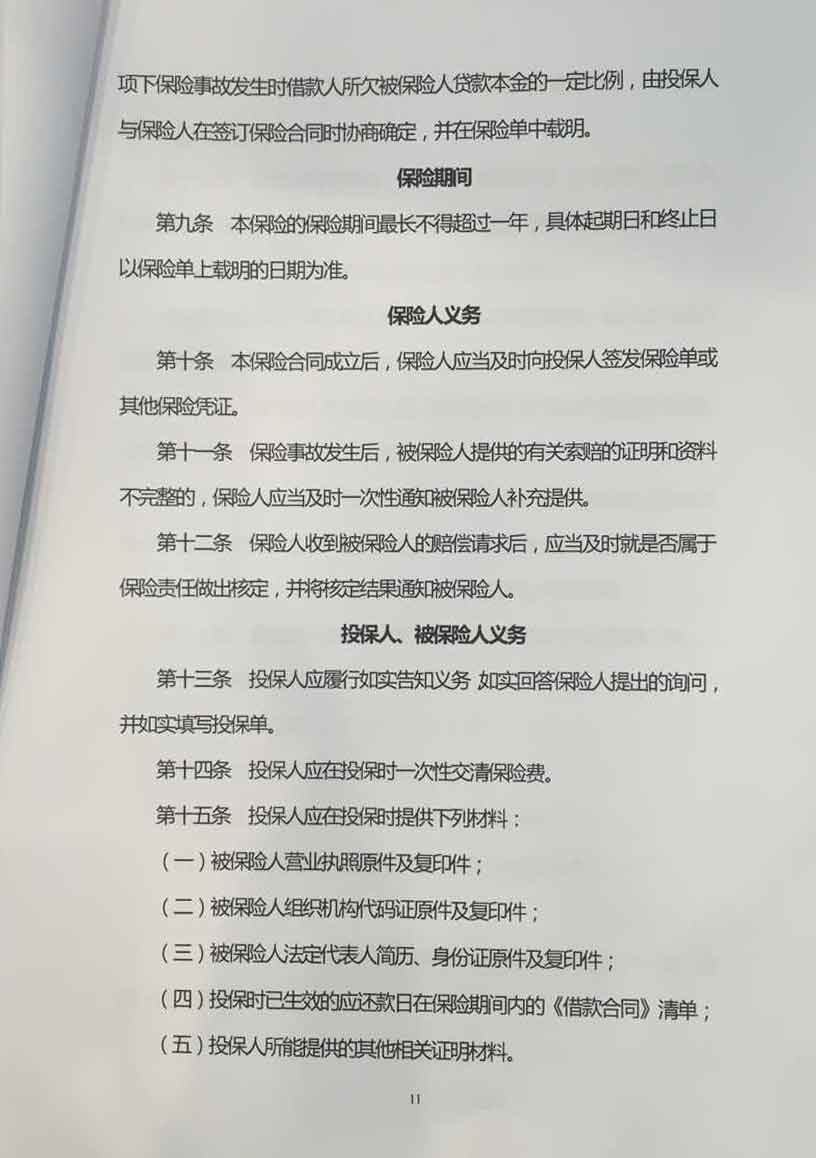 项下保险事故发生时借款人所欠被保险人贷款本金的一定比例，由投保人
与保险人在签订保险合同时协商确定，并在保险单中载明。
保险期间
第九条 本保险的保险期间最长不得超过一年，具体起期日和终止日
以保险单上载明的日期为准。
保险人义务
第十条 本保险合同成立后，保险人应当及时向投保人签发保险单或
其他保险凭证。
第十一条 保险事故发生后，被保险人提供的有关索赔的证明和资料
不完整的，保险人应当及时一次性通知被保险人补充提供。
第十二条 保险人收到被保险人的赔偿请求后，应当及时就是否属于
保险责任做出核定，并将核定结果通知被保险人。
投保人、被保险人义务
第十三条 投保人应履行如实告知义务，如实回答保险人提出的询问，
并如实填写投保单。
第十四条 投保人应在投保时一次性交清保险费。
第十五条 投保人应在投保时提供下列材料：
（一）被保险人营业执照原件及复印件；
（二）被保险人组织机构代码证原件及复印件；
（三）被保险人法定代表人简历、身份证原件及复印件；
（四）投保时已生效的应还款日在保险期间内的《借款合同》清单；
（五）投保人所能提供的其他相关证明材料。
11